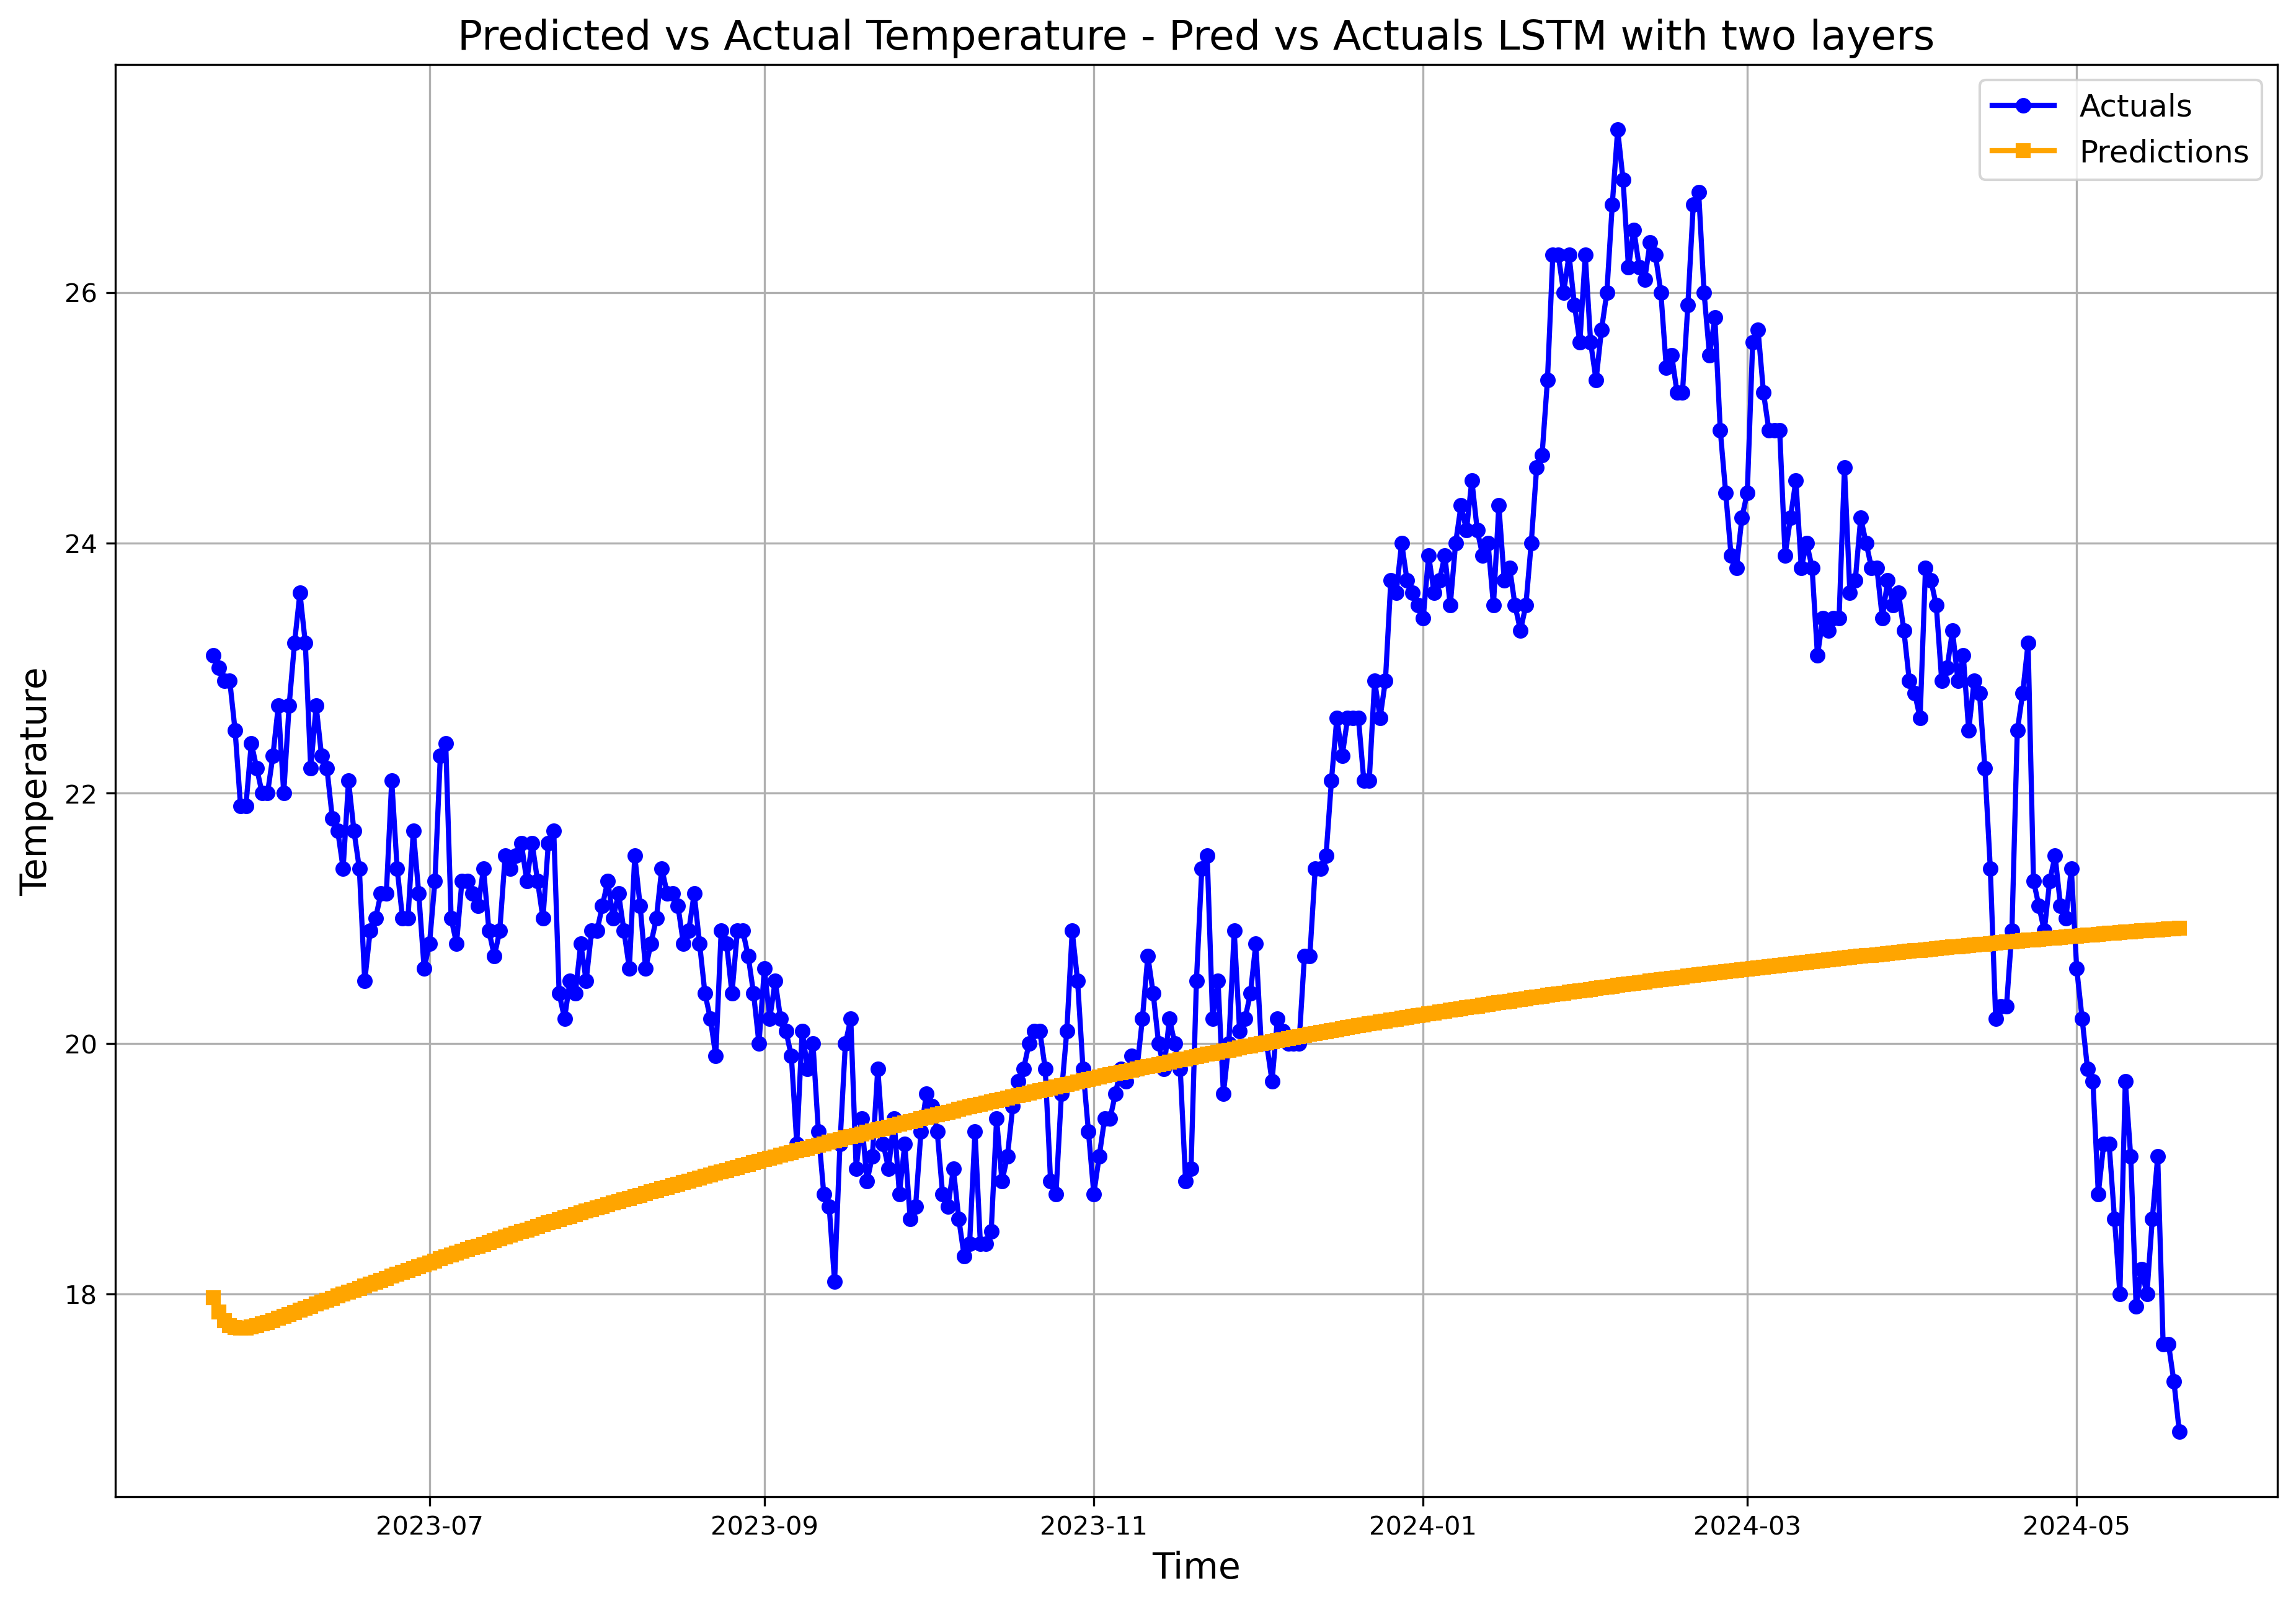 Predicted vs Actual Temperature - Pred vs Actuals LSTM with two layers
Actuals
Predictions
Temperature
26
24
22
20
18
2023-07 2023-09 2023-11 2024-01 2024-03 2024-05
Time